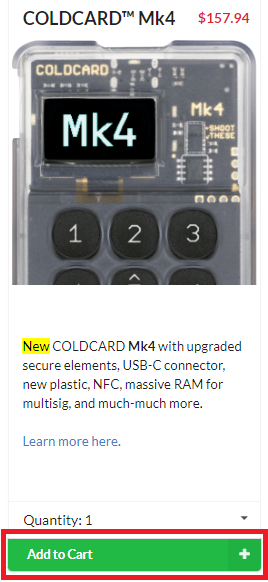 COLDCARD™ Mk4
$157.94
COLDCARD
Mk4
Mk4
SHOOT
THESE
1 2 3
New COLDCARD Mk4 with upgraded
secure elements, USB-C connector,
new plastic, NFC, massive RAM for
multisig, and much-much more.
Learn more here.
Quantity: 1
Add to Cart +